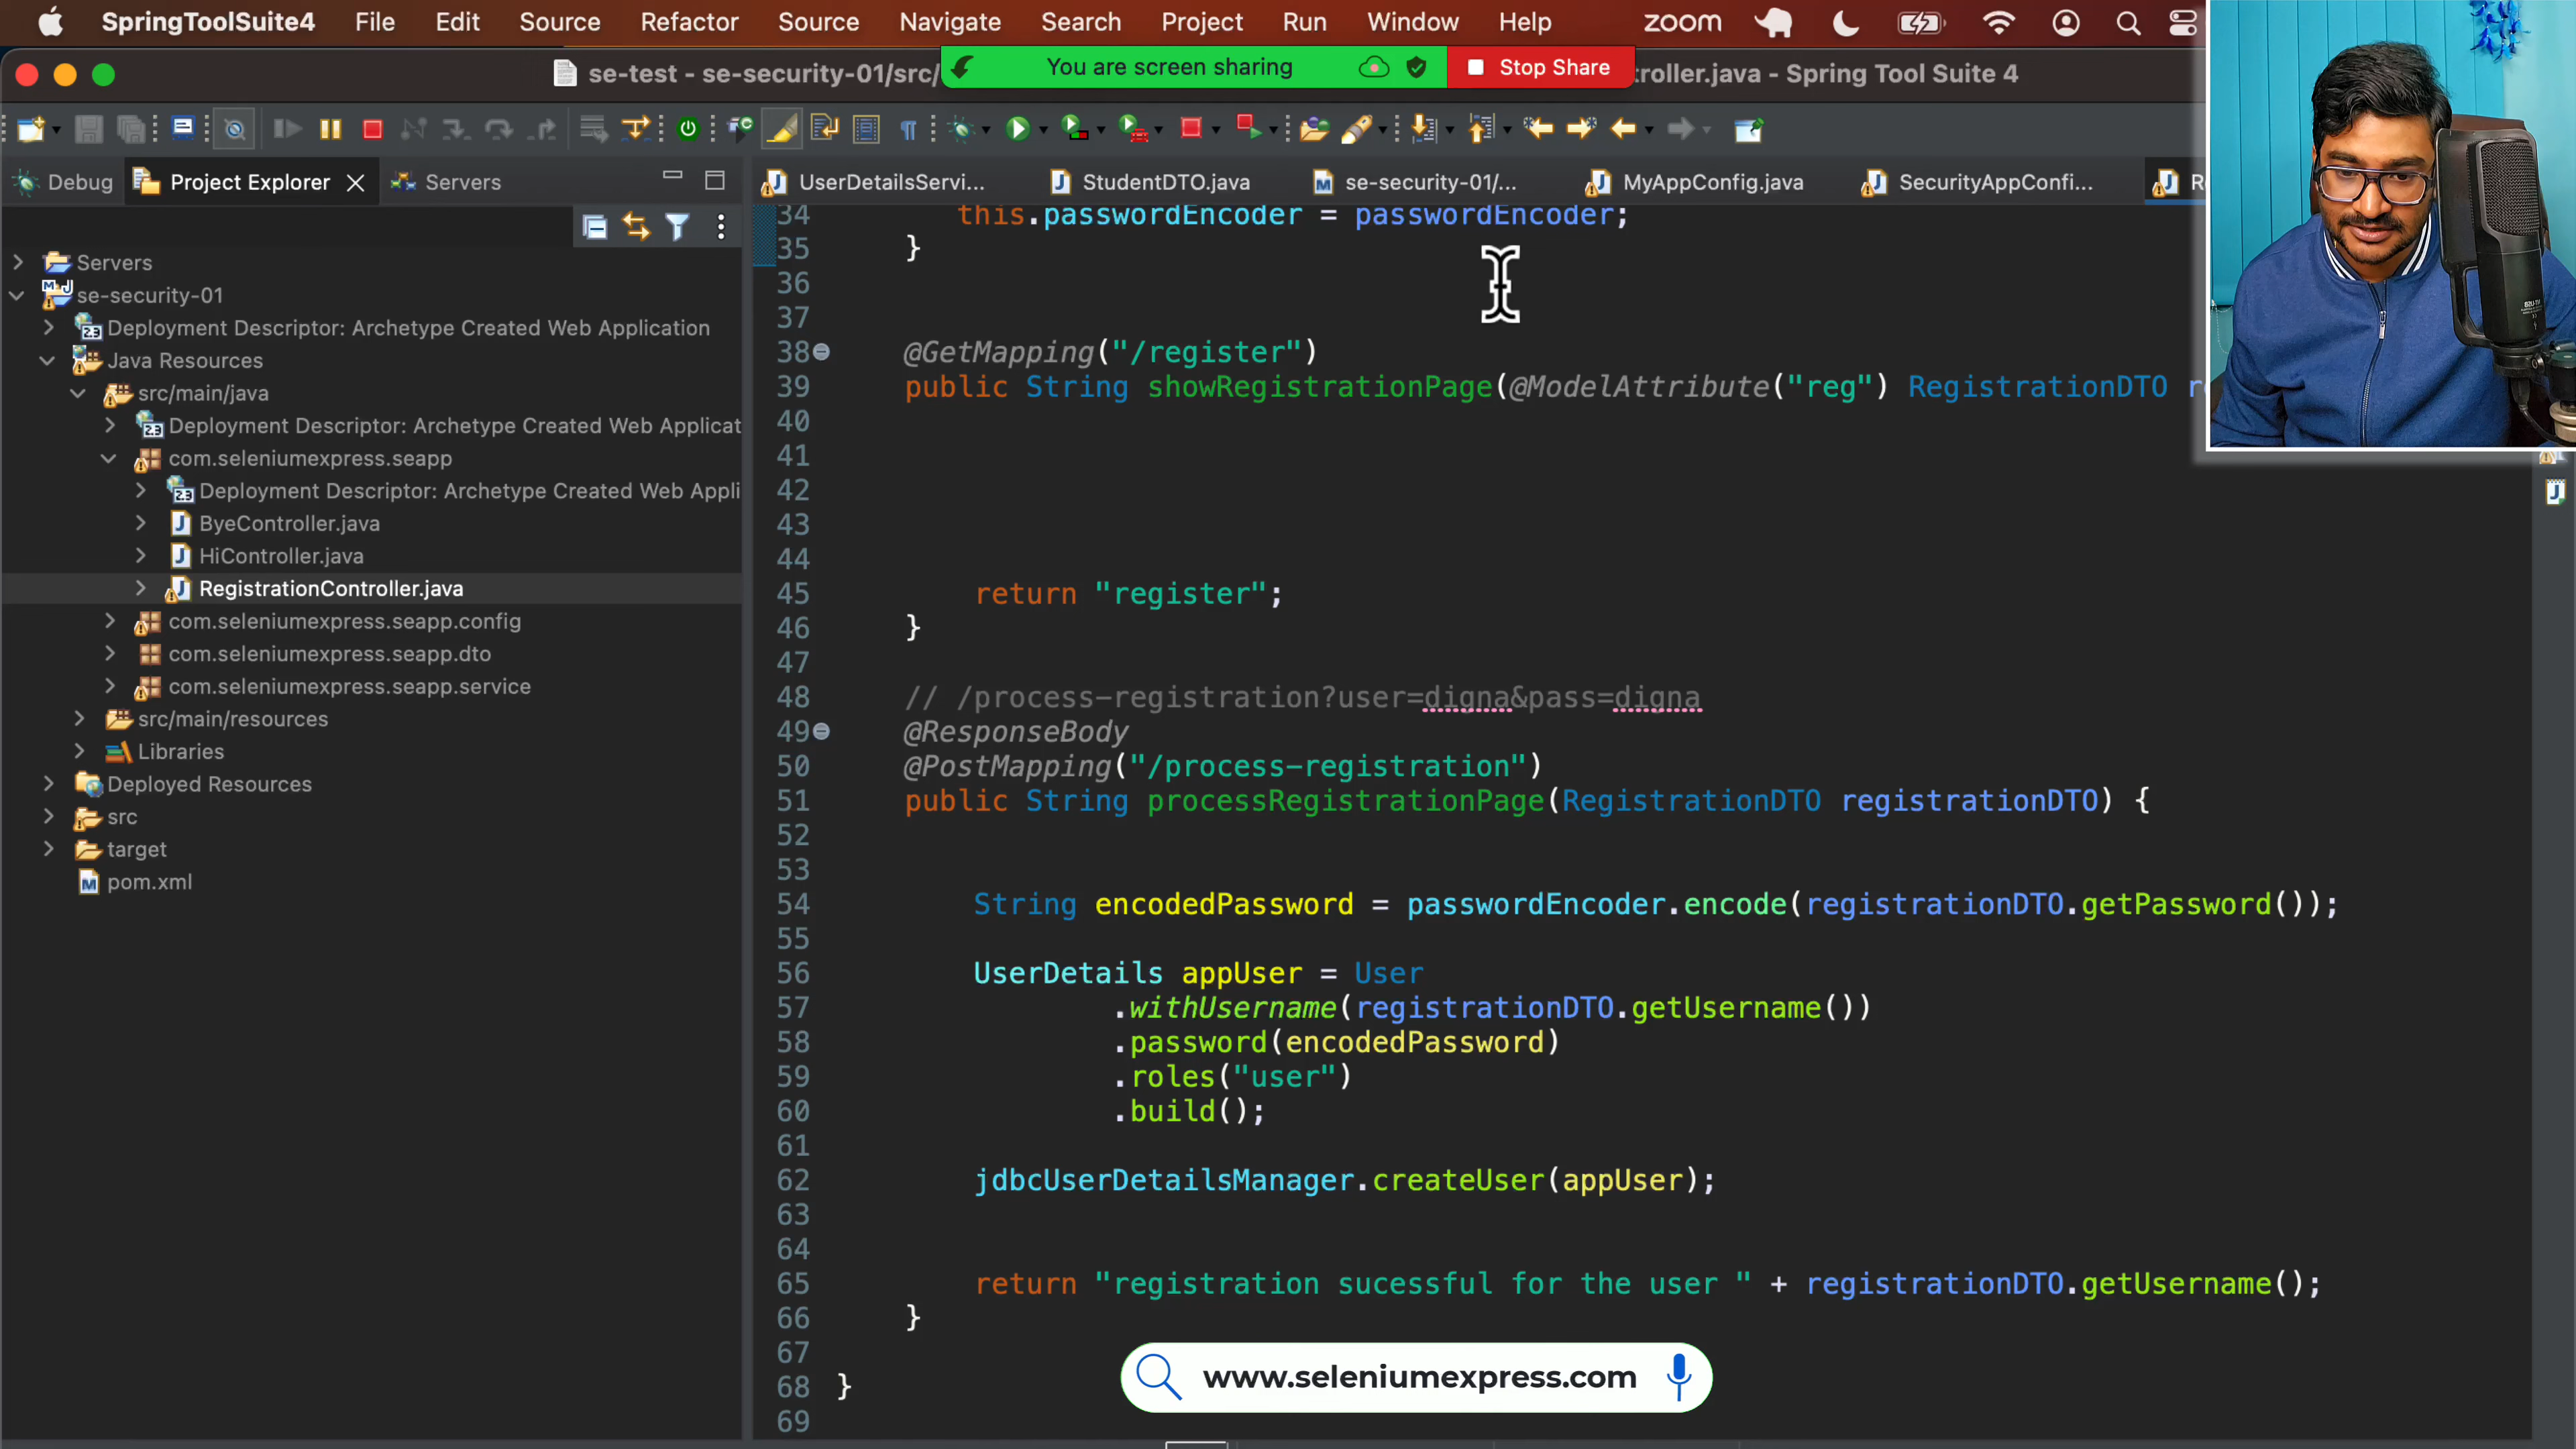 SpringToolSuite4 File Edit Source Refactor Source Navigate Search Project Run Window Help zoom
se-test - se-security-01/src/ You are screen sharing Stop Share roller.java - Spring Tool Suite 4
Debug Project Explorer Servers
UserDetailsServi... StudentDTO.java se-security-01/... MyAppConfig.java SecurityAppConfi...
Servers
se-security-01
Deployment Descriptor: Archetype Created Web Application
Java Resources
src/main/java
Deployment Descriptor: Archetype Created Web Applicat
com.seleniumexpress.seapp
Deployment Descriptor: Archetype Created Web Appli
ByeController.java
HiController.java
RegistrationController.java
com.seleniumexpress.seapp.config
com.seleniumexpress.seapp.dto
com.seleniumexpress.seapp.service
src/main/resources
Libraries
Deployed Resources
src
target
pom.xml
34 this.passwordEncoder = passwordEncoder;
35 }
36
37
38 @GetMapping("/register")
39 public String showRegistrationPage(@ModelAttribute("reg") RegistrationDTO
40
41
42
43
44
45 return "register";
46 }
47
48 // /process-registration?user=digna&pass=digna
49 @ResponseBody
50 @PostMapping("/process-registration")
51 public String processRegistrationPage(RegistrationDTO registrationDTO) {
52
53
54 String encodedPassword = passwordEncoder.encode(registrationDTO.getPassword());
55
56 UserDetails appUser = User
57 .withUsername(registrationDTO.getUsername())
58 .password(encodedPassword)
59 .roles("user")
60 .build();
61
62 jdbcUserDetailsManager.createUser(appUser);
63
64
65 return "registration sucessful for the user " + registrationDTO.getUsername();
66 }
67
68 }
69
www.seleniumexpress.com